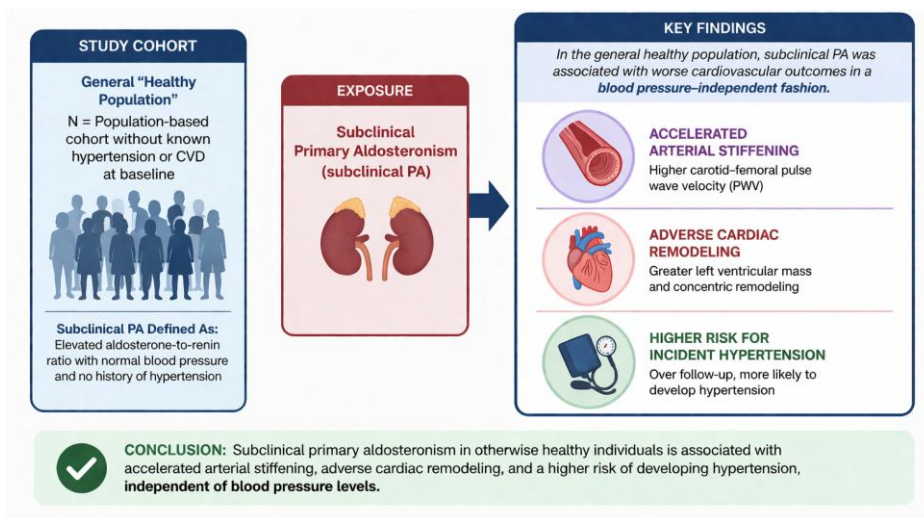 STUDY COHORT
General “Healthy
Population”
N = Population-based
cohort without known
hypertension or CVD
at baseline
Subclinical PA Defined As:
Elevated aldosterone-to-renin
ratio with normal blood pressure
and no history of hypertension
EXPOSURE
Subclinical
Primary Aldosteronism
(subclinical PA)
KEY FINDINGS
In the general healthy population, subclinical PA was
associated with worse cardiovascular outcomes in a
blood pressure–independent fashion.
ACCELERATED
ARTERIAL STIFFENING
Higher carotid–femoral pulse
wave velocity (PWV)
ADVERSE CARDIAC
REMODELING
Greater left ventricular mass
and concentric remodeling
HIGHER RISK FOR
INCIDENT HYPERTENSION
Over follow-up, more likely to
develop hypertension
CONCLUSION: Subclinical primary aldosteronism in otherwise healthy individuals is associated with
accelerated arterial stiffening, adverse cardiac remodeling, and a higher risk of developing hypertension,
independent of blood pressure levels.